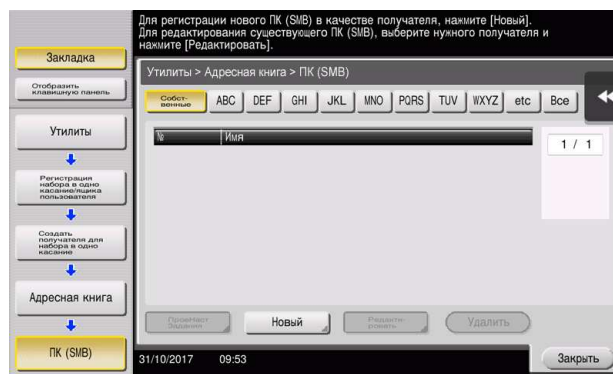 Для регистрации нового ПК (SMB) в качестве получателя, нажмите [Новый].
Для редактирования существующего ПК (SMB), выберите нужного получателя и
нажмите [Редактировать].
Закладка
Отобразить
клавишную панель
Утилиты
Регистрация
набора в одно
касание/ящика
пользователя
Создать
получателя для
набора в одно
касание
Адресная книга
ПК (SMB)
Утилиты > Адресная книга > ПК (SMB)
Собст-
венные
ABC DEF GHI JKL MNO PQRS TUV WXYZ etc Все
№ Имя
1 / 1
Задания
Новый
Редакти-
ровать
Удалить
31/10/2017 09:53
Закрыть